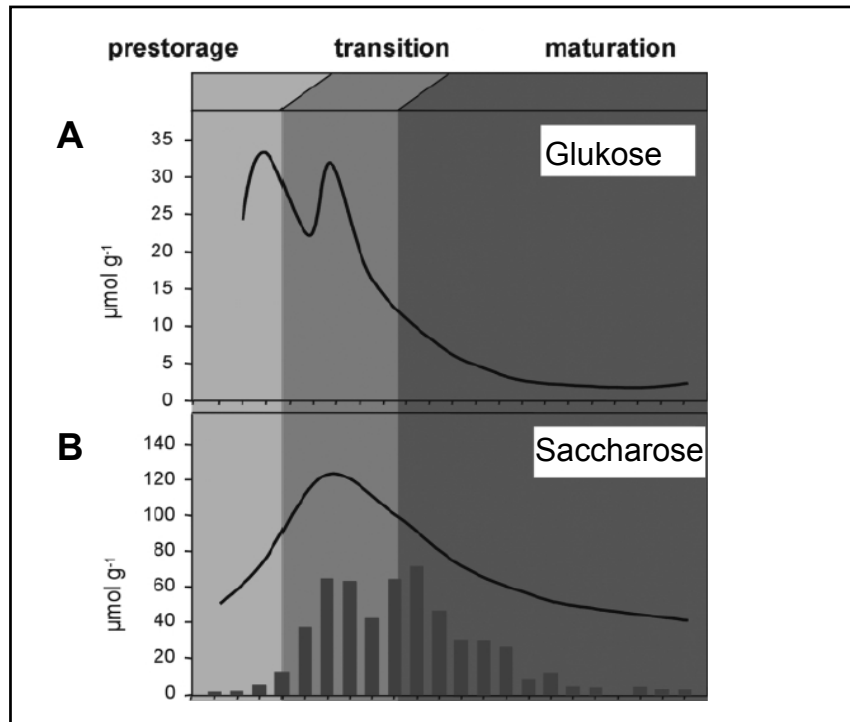 prestorage transition maturation
A
Glukose
35
30
25
20
15
10
5
0
µmol g-1
B
Saccharose
140
120
100
80
60
40
20
0
µmol g-1